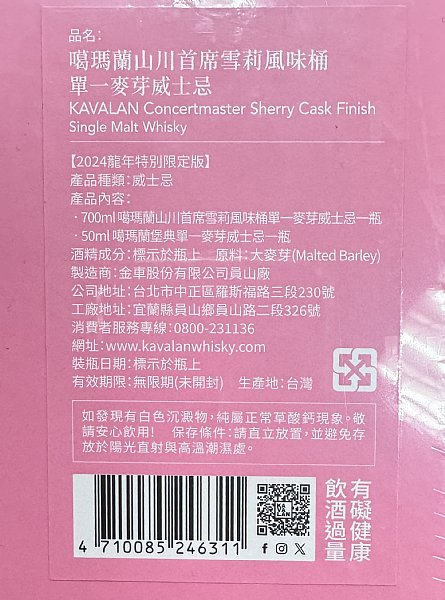 品名：
噶瑪蘭山川首席雪莉風味桶
單一麥芽威士忌
KAVALAN Concertmaster Sherry Cask Finish
Single Malt Whisky
【2024龍年特別限定版】
產品種類：威士忌
產品內容：
·700ml 噶瑪蘭山川首席雪莉風味桶單一麥芽威士忌一瓶
·50ml 噶瑪蘭堡典單一麥芽威士忌一瓶
酒精成分：標示於瓶上　原料：大麥芽(Malted Barley)
製造商：金車股份有限公司員山廠
公司地址：台北市中正區羅斯福路三段230號
工廠地址：宜蘭縣員山鄉員山路二段326號
消費者服務專線：0800-231136
網址：www.kavalanwhisky.com
裝瓶日期：標示於瓶上
有效期限：無限期(未開封)　生產地：台灣
如發現有白色沉澱物，純屬正常草酸鈣現象。敬
請安心飲用！　保存條件：請直立放置，並避免存
放於陽光直射與高溫潮濕處。
4 710085 246311
有礙健康
飲酒過量